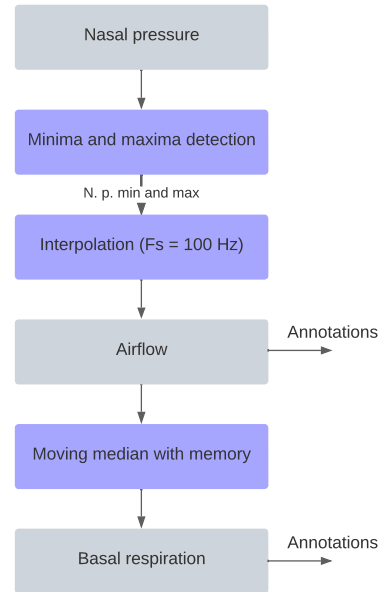 Nasal pressure
Minima and maxima detection
N. p. min and max
Interpolation (Fs = 100 Hz)
Airflow
Annotations
Moving median with memory
Basal respiration
Annotations